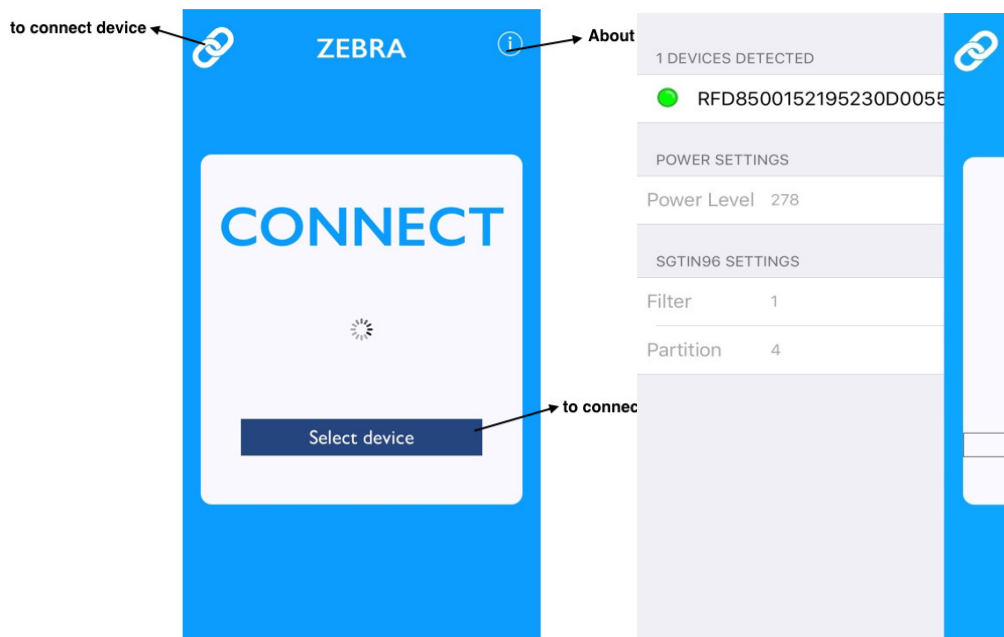 to connect device
ZEBRA
About
CONNECT
Select device
to connec
1 DEVICES DETECTED
RFD8500152195230D0055
POWER SETTINGS
Power Level 278
SGTIN96 SETTINGS
Filter 1
Partition 4